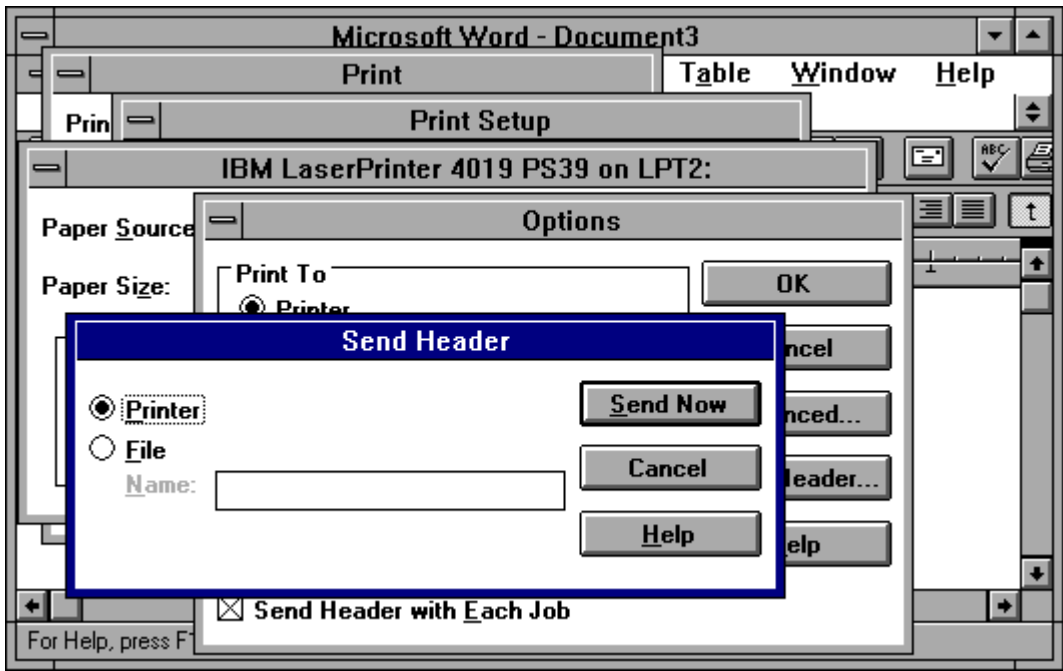 Microsoft Word - Document3
Print
Table Window Help
Prin
Print Setup
ABC
IBM LaserPrinter 4019 PS39 on LPT2:
Paper Source
Options
t
Paper Size:
Print To
Printer
OK
Send Header
ncel
Printer
Send Now
nced...
File
Name:
Cancel
Header...
Help
elp
Send Header with Each Job
For Help, press F1